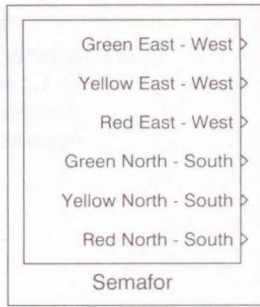 Green East - West
Yellow East - West
Red East - West
Green North - South
Yellow North - South
Red North - South
Semafor